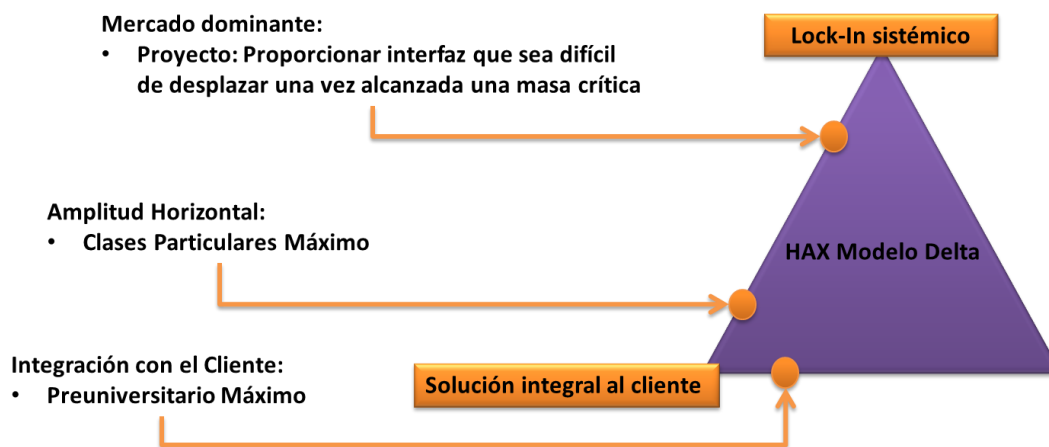 Mercado dominante:
• Proyecto: Proporcionar interfaz que sea difícil
de desplazar una vez alcanzada una masa crítica
Lock-In sistémico
Amplitud Horizontal:
• Clases Particulares Máximo
HAX Modelo Delta
Integración con el Cliente:
• Preuniversitario Máximo
Solución integral al cliente